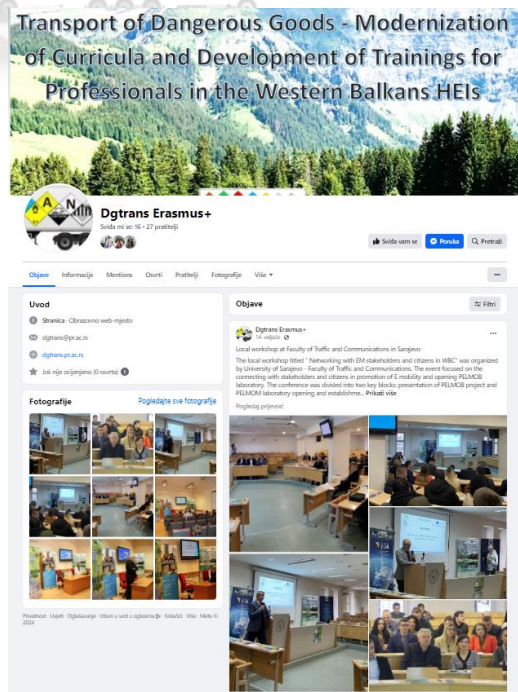 Transport of Dangerous Goods - Modernization
of Curricula and Development of Trainings for
Professionals in the Western Balkans HEIs
Dgtrans Erasmus+
Sviđa mi se: 16 • 27 pratitelji
Sviđa vam se
Poruka
Pretraži
Objave
Informacije
Mentions
Osvrti
Pratitelji
Fotografije
Više
Uvod
Stranica · Obrazovno web-mjesto
dgtrans@pr.ac.rs
dgtrans.pr.ac.rs
Još nije ocijenjeno (0 osvrta)
Fotografije
Pogledajte sve fotografije
Privatnost · Uvjeti · Oglašavanje · Izbori u vezi s oglasima · Kolačići · Više · Meta ©
2024
Objave
Filtri
Dgtrans Erasmus+
14. veljače
Local workshop at Faculty of Traffic and Communications in Sarajevo
The local workshop titled " Networking with EM stakeholders and citizens in WBC" was organized
by University of Sarajevo - Faculty of Traffic and Communications. The event focused on the
connecting with stakeholders and citizens in promotion of E mobility and opening PELMOB
laboratory. The conference was divided into two key blocks: presentation of PELMOB project and
PELMOM laboratory opening and establishme... Prikaži više
Pogledaj prijevod